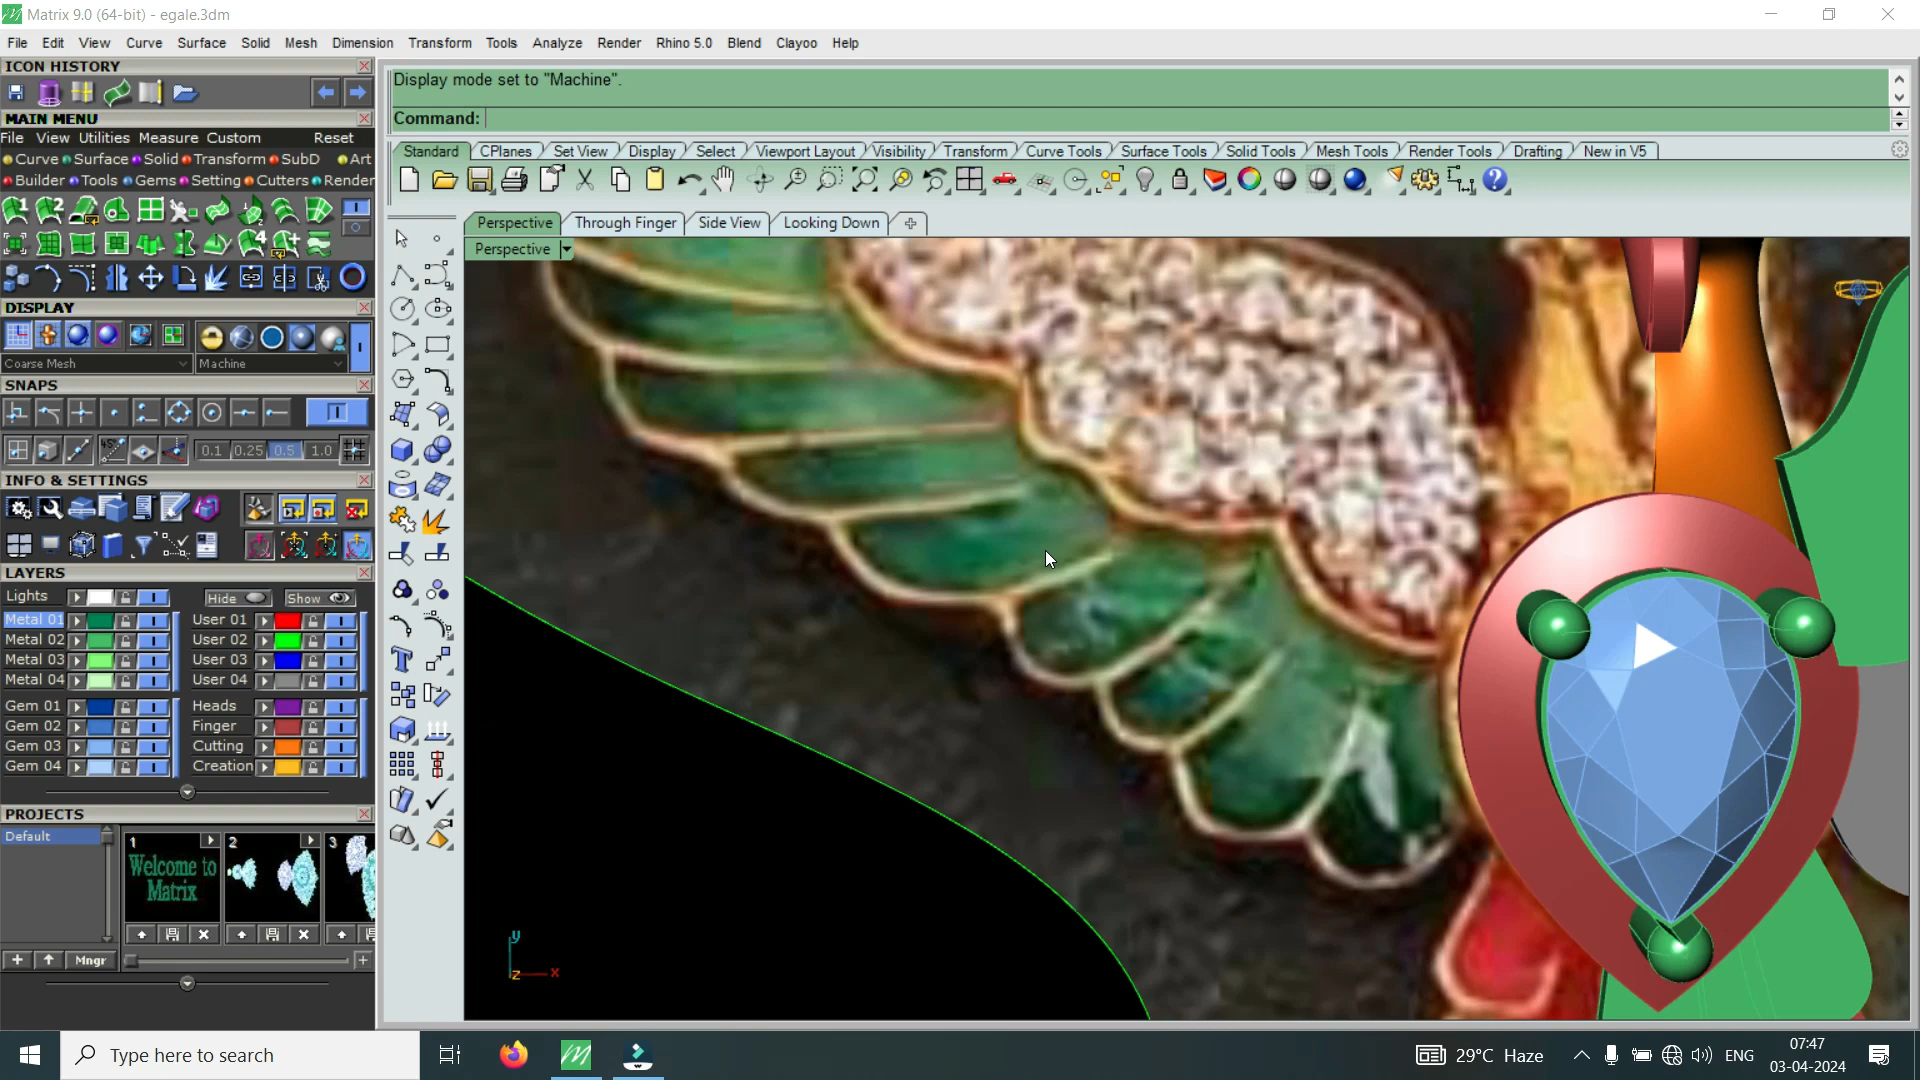 Matrix 9.0 (64-bit) - egale.3dm
File Edit View Curve Surface Solid Mesh Dimension Transform Tools Analyze Render Rhino 5.0 Blend Clayoo Help
ICON HISTORY
MAIN MENU
File View Utilities Measure Custom Reset
Curve Surface Solid Transform SubD Art
Builder Tools Gems Setting Cutters Render
DISPLAY
Coarse Mesh Machine
SNAPS
0.1 0.25 0.5 1.0
INFO & SETTINGS
LAYERS
Lights Hide Show
Metal 01 User 01
Metal 02 User 02
Metal 03 User 03
Metal 04 User 04
Gem 01 Heads
Gem 02 Finger
Gem 03 Cutting
Gem 04 Creation
PROJECTS
Default
1 2 3
Welcome to
Matrix
Mngr
Display mode set to "Machine".
Command:
Standard CPlanes Set View Display Select Viewport Layout Visibility Transform Curve Tools Surface Tools Solid Tools Mesh Tools Render Tools Drafting New in V5
Perspective Through Finger Side View Looking Down
Perspective
y
z x
Type here to search
29°C Haze
ENG
07:47
03-04-2024